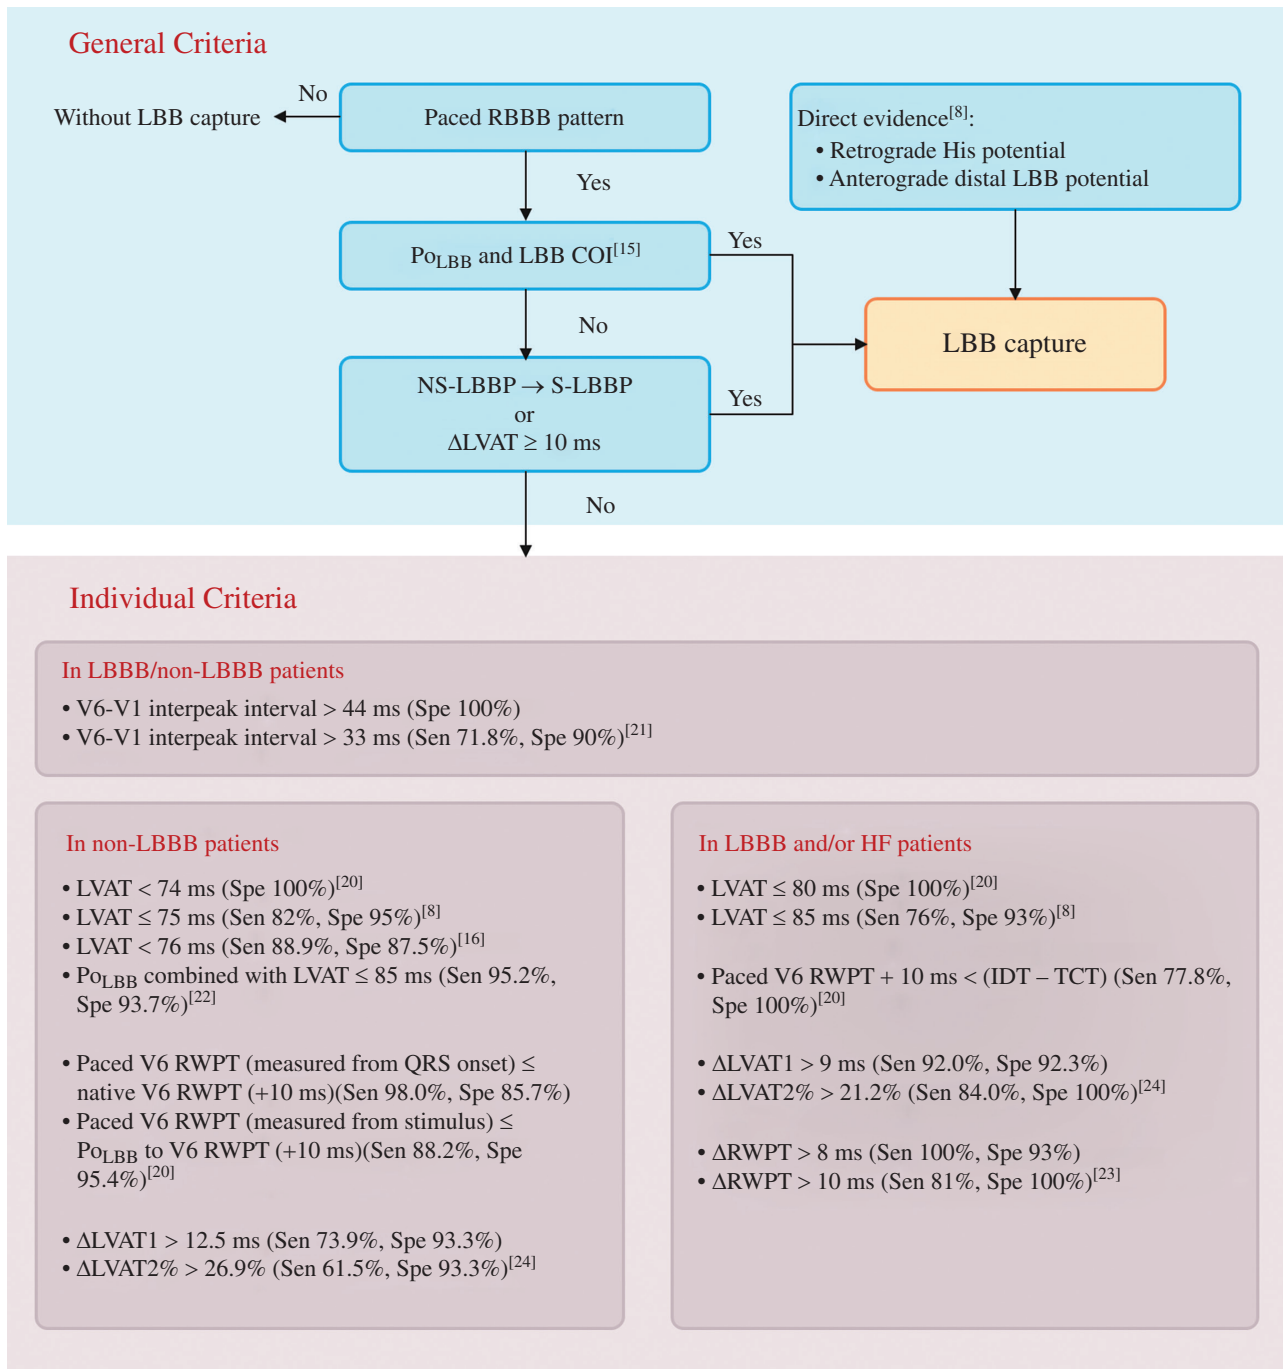 General Criteria
Without LBB capture
No
Paced RBBB pattern
Yes
Direct evidence[8]:
• Retrograde His potential
• Anterograde distal LBB potential
PoLBB and LBB COI[15]
Yes
No
LBB capture
NS-LBBP → S-LBBP
or
ΔLVAT ≥ 10 ms
Yes
No
Individual Criteria
In LBBB/non-LBBB patients
• V6-V1 interpeak interval > 44 ms (Spe 100%)
• V6-V1 interpeak interval > 33 ms (Sen 71.8%, Spe 90%)[21]
In non-LBBB patients
• LVAT < 74 ms (Spe 100%)[20]
• LVAT ≤ 75 ms (Sen 82%, Spe 95%)[8]
• LVAT < 76 ms (Sen 88.9%, Spe 87.5%)[16]
• PoLBB combined with LVAT ≤ 85 ms (Sen 95.2%,
Spe 93.7%)[22]
• Paced V6 RWPT (measured from QRS onset) ≤
native V6 RWPT (+10 ms)(Sen 98.0%, Spe 85.7%)
• Paced V6 RWPT (measured from stimulus) ≤
PoLBB to V6 RWPT (+10 ms)(Sen 88.2%, Spe
95.4%)[20]
• ΔLVAT1 > 12.5 ms (Sen 73.9%, Spe 93.3%)
• ΔLVAT2% > 26.9% (Sen 61.5%, Spe 93.3%)[24]
In LBBB and/or HF patients
• LVAT ≤ 80 ms (Spe 100%)[20]
• LVAT ≤ 85 ms (Sen 76%, Spe 93%)[8]
• Paced V6 RWPT + 10 ms < (IDT – TCT) (Sen 77.8%,
Spe 100%)[20]
• ΔLVAT1 > 9 ms (Sen 92.0%, Spe 92.3%)
• ΔLVAT2% > 21.2% (Sen 84.0%, Spe 100%)[24]
• ΔRWPT > 8 ms (Sen 100%, Spe 93%)
• ΔRWPT > 10 ms (Sen 81%, Spe 100%)[23]